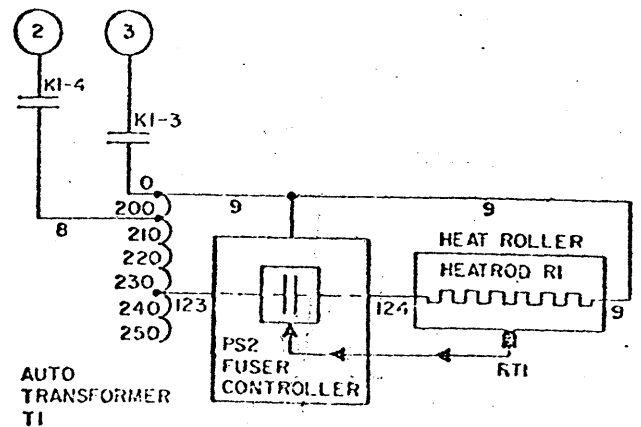 2
3
K1-4
K1-3
0
200
9
9
8
210
220
230
240
250
123
124
9
HEAT ROLLER
HEATROD R1
PS2
FUSER
CONTROLLER
RT1
AUTO
TRANSFORMER
T1